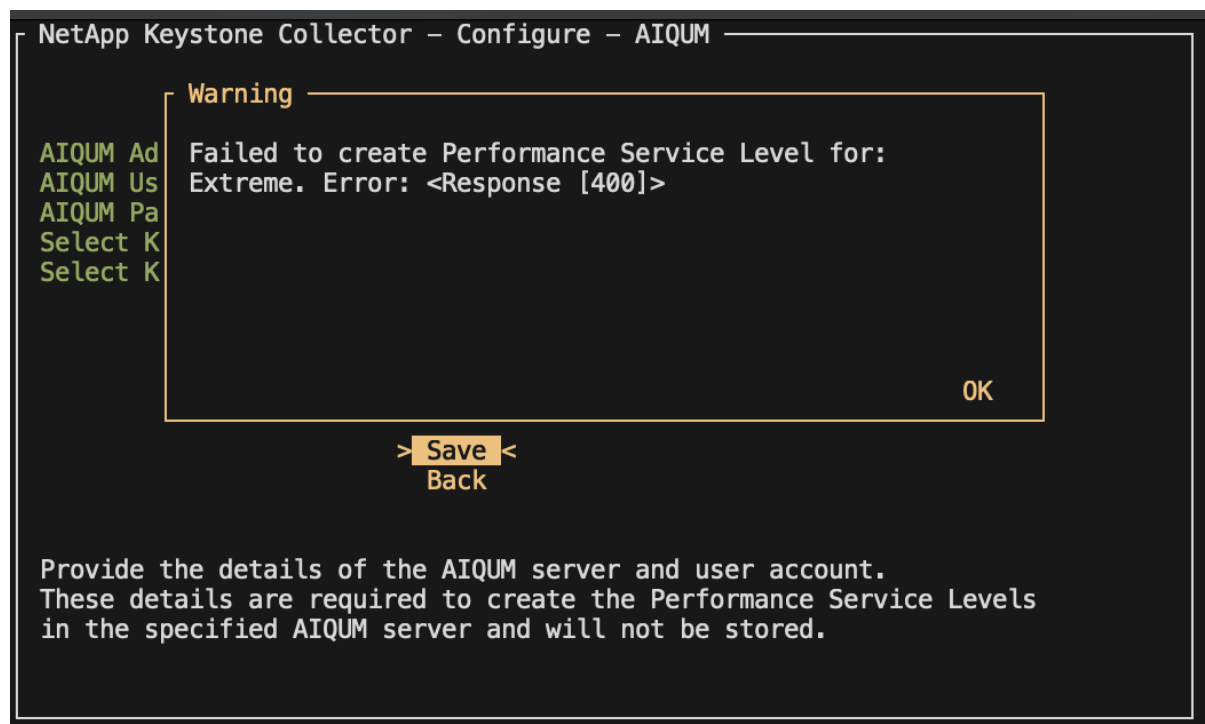 NetApp Keystone Collector – Configure – AIQUM
Warning
AIQUM Ad
Failed to create Performance Service Level for:
AIQUM Us
Extreme. Error: <Response [400]>
AIQUM Pa
Select K
Select K
OK
> Save <
Back
Provide the details of the AIQUM server and user account.
These details are required to create the Performance Service Levels
in the specified AIQUM server and will not be stored.